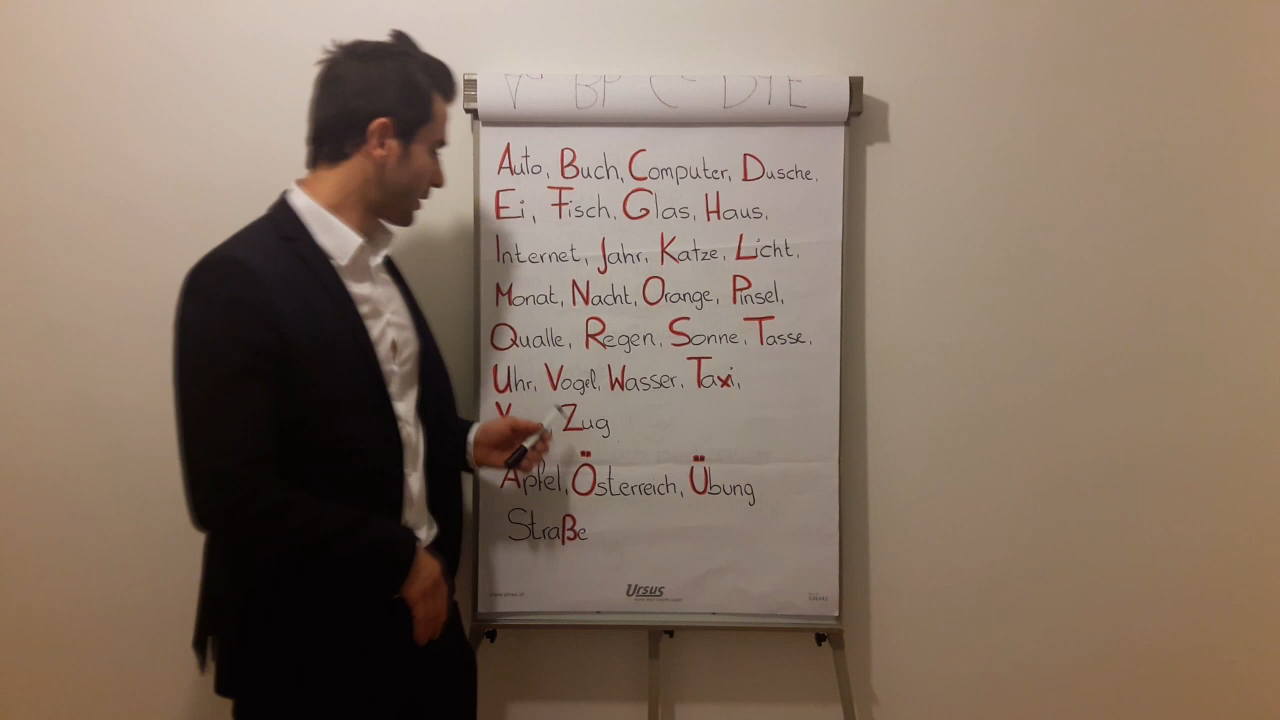 Auto, Buch, Computer, Dusche,
Ei, Fisch, Glas, Haus,
Internet, Jahr, Katze, Licht,
Monat, Nacht, Orange, Pinsel,
Qualle, Regen, Sonne, Tasse,
Uhr, Vogel, Wasser, Taxi,
Zug
Äpfel, Österreich, Übung
Straße
Ursus